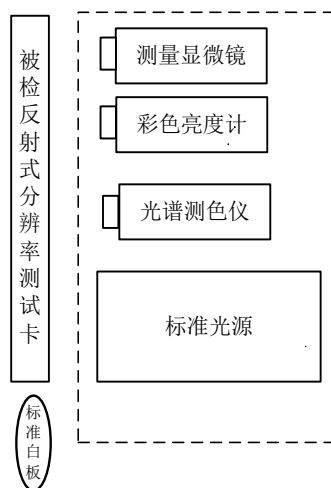 被检反射式分辨率测试卡
测量显微镜
彩色亮度计
光谱测色仪
标准光源
标准白板